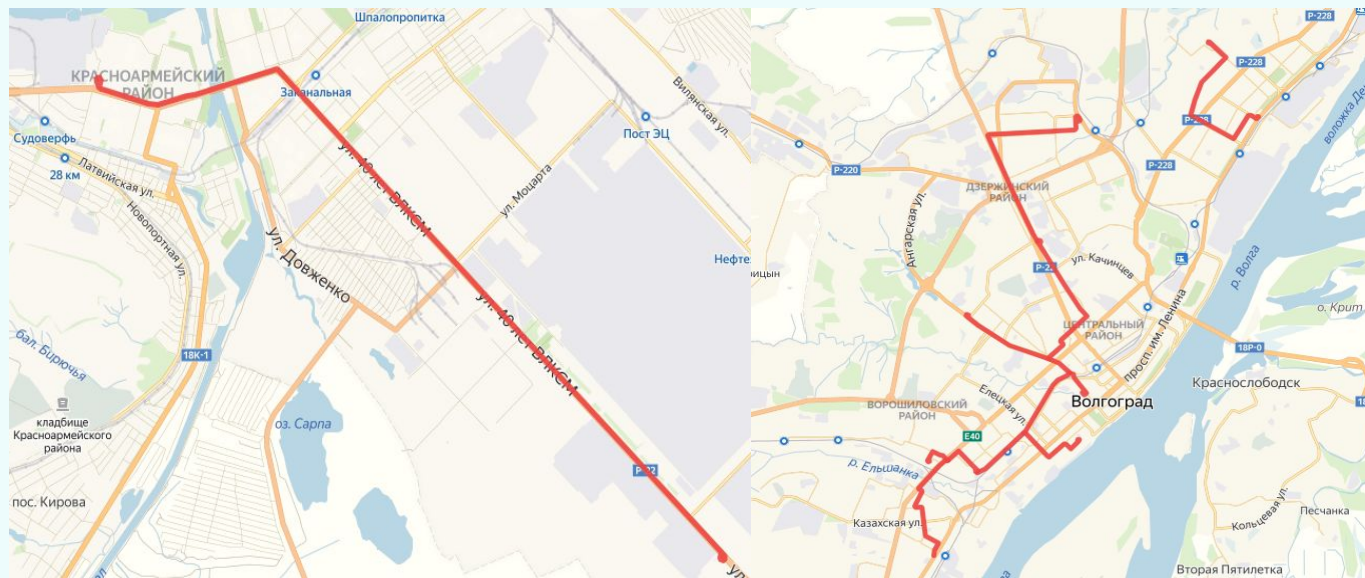 Шпалопропитка
КРАСНОАРМЕЙСКИЙ
РАЙОН
Заканальная
Судоверфь
28 км
Латвийская ул.
Новопортная ул.
ул. 40 лет ВЛКСМ
ул. Моцарта
Пост ЭЦ
Вилянская ул.
ул. Довженко
Нефте
ул. 40 лет ВЛКСМ
бал. Бирючья
18К-1
кладбище
Красноармейского
района
оз. Сарпа
пос. Кирова
Р-228
Р-228
Р-228
Р-220
Р-228
ДЗЕРЖИНСКИЙ
РАЙОН
Ангарская ул.
ул. Качинцев
р. Волга
воложка Де
о. Крит
ЦЕНТРАЛЬНЫЙ
РАЙОН
просп. им. Ленина
18Р-0
Краснослободск
Волгоград
Елецкая ул.
ВОРОШИЛОВСКИЙ
РАЙОН
Е40
р. Ельшанка
Казахская ул.
Кольцевая ул.
Песчанка
Вторая Пятилетка